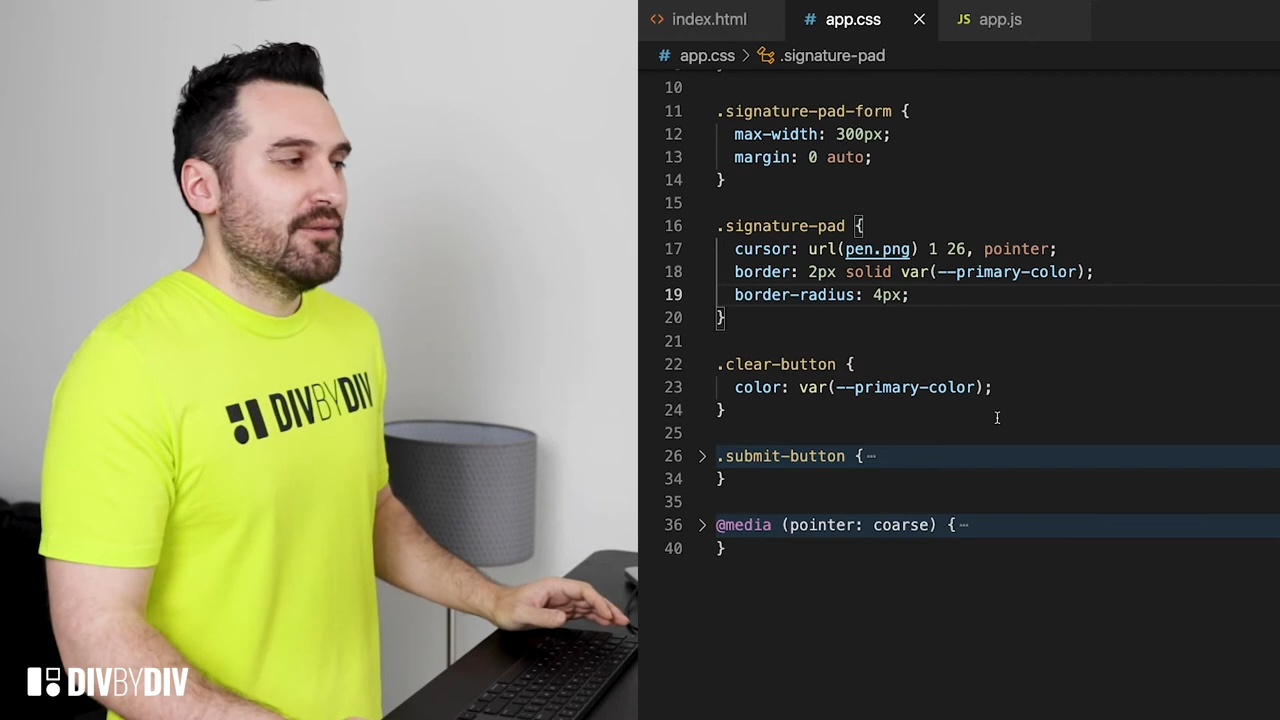 DIVBYDIV
DIVBYDIV
index.html
app.css
app.js
app.css > .signature-pad
10
11 .signature-pad-form {
12 max-width: 300px;
13 margin: 0 auto;
14 }
15
16 .signature-pad {
17 cursor: url(pen.png) 1 26, pointer;
18 border: 2px solid var(--primary-color);
19 border-radius: 4px;
20 }
21
22 .clear-button {
23 color: var(--primary-color);
24 }
25
26 .submit-button {⋯
34 }
35
36 @media (pointer: coarse) {⋯
40 }